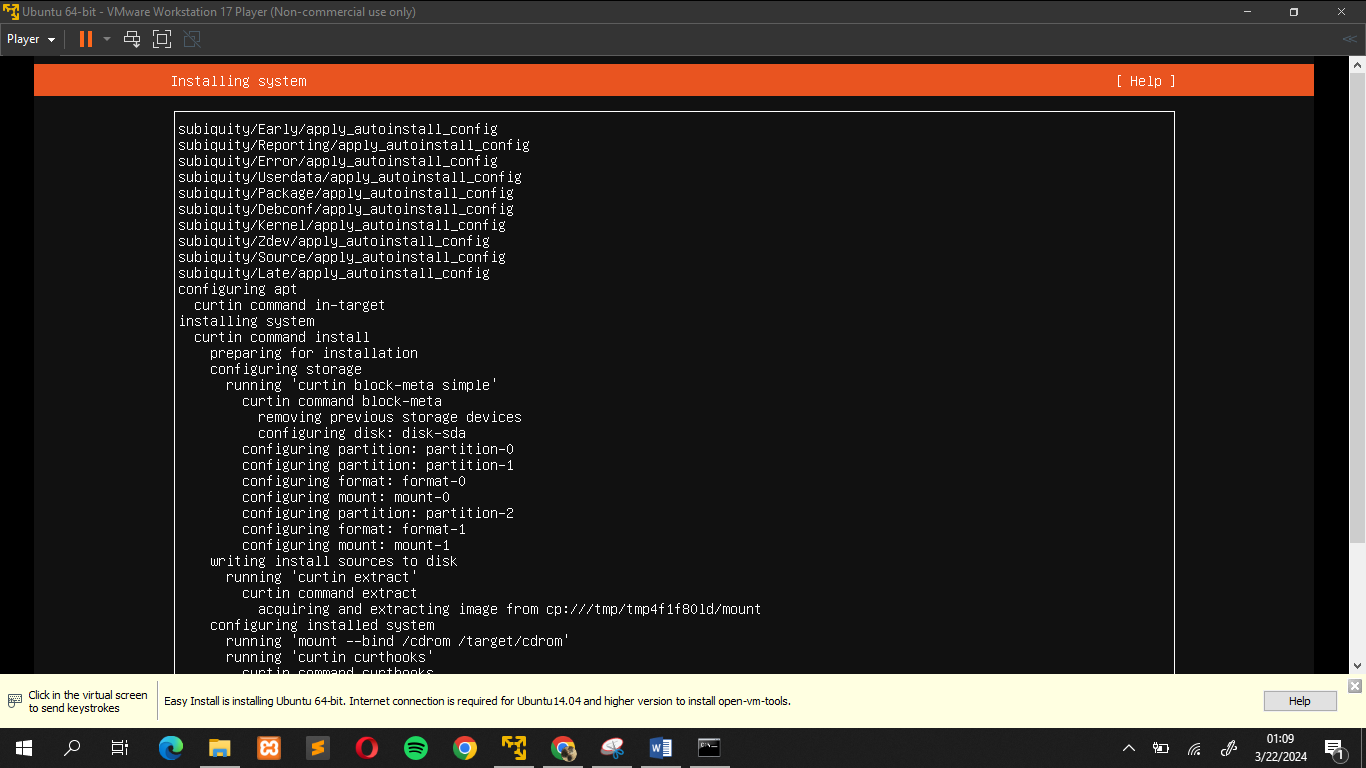 Ubuntu 64-bit - VMware Workstation 17 Player (Non-commercial use only)
Player
Installing system
[ Help ]
subiquity/Early/apply_autoinstall_config
subiquity/Reporting/apply_autoinstall_config
subiquity/Error/apply_autoinstall_config
subiquity/Userdata/apply_autoinstall_config
subiquity/Package/apply_autoinstall_config
subiquity/Debconf/apply_autoinstall_config
subiquity/Kernel/apply_autoinstall_config
subiquity/Zdev/apply_autoinstall_config
subiquity/Source/apply_autoinstall_config
subiquity/Late/apply_autoinstall_config
configuring apt
curtin command in-target
installing system
curtin command install
preparing for installation
configuring storage
running 'curtin block-meta simple'
curtin command block-meta
removing previous storage devices
configuring disk: disk-sda
configuring partition: partition-0
configuring partition: partition-1
configuring format: format-0
configuring mount: mount-0
configuring partition: partition-2
configuring format: format-1
configuring mount: mount-1
writing install sources to disk
running 'curtin extract'
curtin command extract
acquiring and extracting image from cp:///tmp/tmp4f1f80ld/mount
configuring installed system
running 'mount --bind /cdrom /target/cdrom'
running 'curtin curthooks'
curtin command curthooks
Click in the virtual screen
to send keystrokes
Easy Install is installing Ubuntu 64-bit. Internet connection is required for Ubuntu14.04 and higher version to install open-vm-tools.
Help
01:09
3/22/2024
1